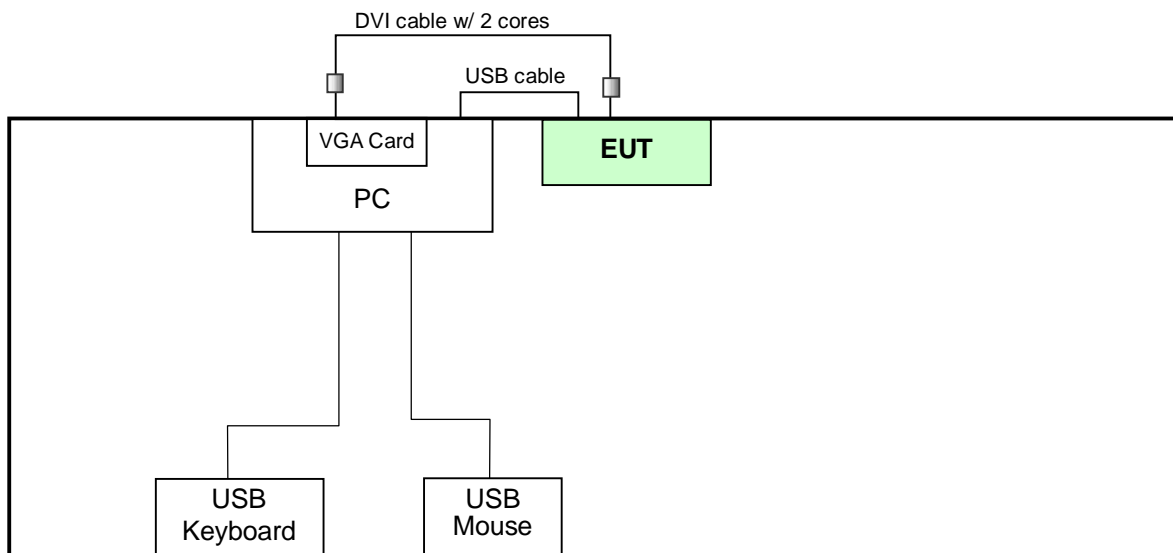 DVI cable w/ 2 cores
USB cable
VGA Card
EUT
PC
USB
Keyboard
USB
Mouse